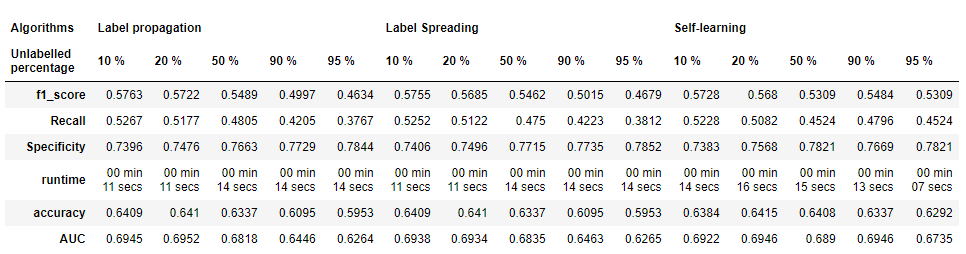 Algorithms Label propagation Label Spreading Self-learning
Unlabelled percentage 10 % 20 % 50 % 90 % 95 % 10 % 20 % 50 % 90 % 95 % 10 % 20 % 50 % 90 % 95 %
f1_score 0.5763 0.5722 0.5489 0.4997 0.4634 0.5755 0.5685 0.5462 0.5015 0.4679 0.5728 0.568 0.5309 0.5484 0.5309
Recall 0.5267 0.5177 0.4805 0.4205 0.3767 0.5252 0.5122 0.475 0.4223 0.3812 0.5228 0.5082 0.4524 0.4796 0.4524
Specificity 0.7396 0.7476 0.7663 0.7729 0.7844 0.7406 0.7496 0.7715 0.7735 0.7852 0.7383 0.7568 0.7821 0.7669 0.7821
runtime 00 min 11 secs 00 min 11 secs 00 min 14 secs 00 min 14 secs 00 min 14 secs 00 min 11 secs 00 min 11 secs 00 min 14 secs 00 min 14 secs 00 min 14 secs 00 min 14 secs 00 min 16 secs 00 min 15 secs 00 min 13 secs 00 min 07 secs
accuracy 0.6409 0.641 0.6337 0.6095 0.5953 0.6409 0.641 0.6337 0.6095 0.5953 0.6384 0.6415 0.6408 0.6337 0.6292
AUC 0.6945 0.6952 0.6818 0.6446 0.6264 0.6938 0.6934 0.6835 0.6463 0.6265 0.6922 0.6946 0.689 0.6946 0.6735